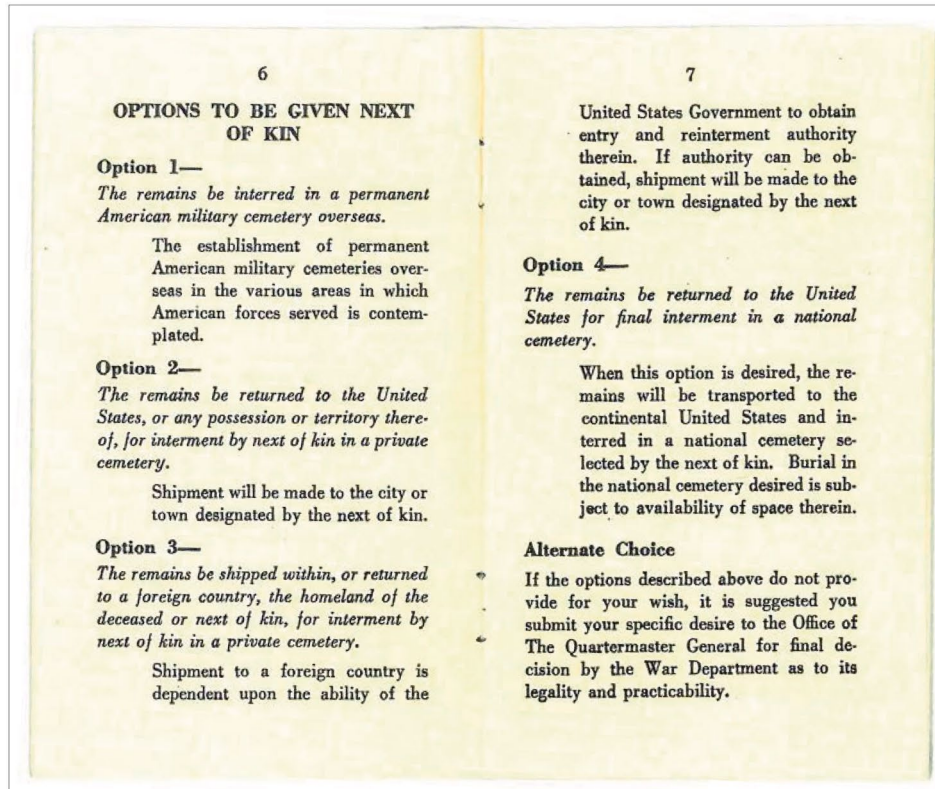 6
OPTIONS TO BE GIVEN NEXT
OF KIN
Option 1—
The remains be interred in a permanent
American military cemetery overseas.
The establishment of permanent
American military cemeteries over-
seas in the various areas in which
American forces served is contem-
plated.
Option 2—
The remains be returned to the United
States, or any possession or territory there-
of, for interment by next of kin in a private
cemetery.
Shipment will be made to the city or
town designated by the next of kin.
Option 3—
The remains be shipped within, or returned
to a foreign country, the homeland of the
deceased or next of kin, for interment by
next of kin in a private cemetery.
Shipment to a foreign country is
dependent upon the ability of the
7
United States Government to obtain
entry and reinterment authority
therein. If authority can be ob-
tained, shipment will be made to the
city or town designated by the next
of kin.
Option 4—
The remains be returned to the United
States for final interment in a national
cemetery.
When this option is desired, the re-
mains will be transported to the
continental United States and in-
terred in a national cemetery se-
lected by the next of kin. Burial in
the national cemetery desired is sub-
ject to availability of space therein.
Alternate Choice
If the options described above do not pro-
vide for your wish, it is suggested you
submit your specific desire to the Office of
The Quartermaster General for final de-
cision by the War Department as to its
legality and practicability.